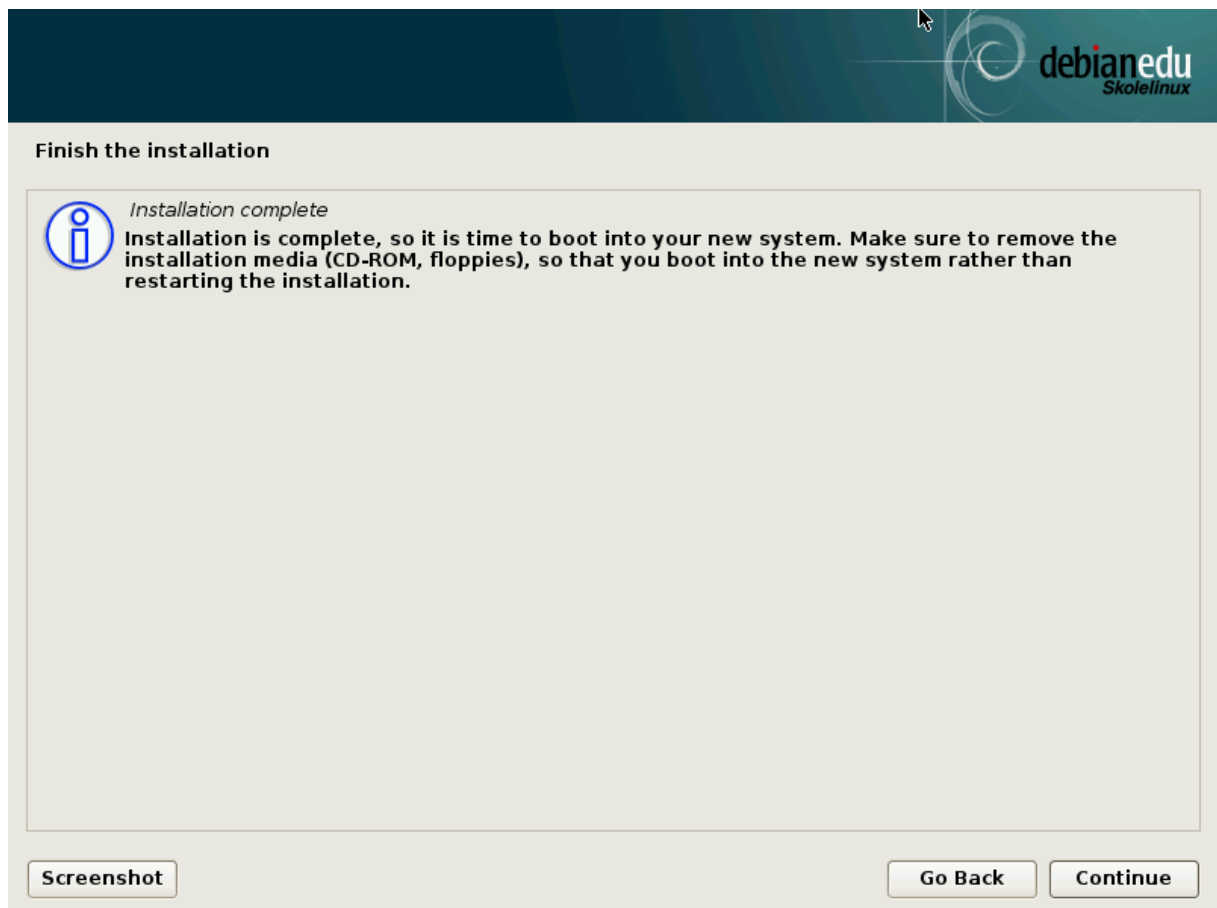 debianedu
Skolelinux
Finish the installation
Installation complete
Installation is complete, so it is time to boot into your new system. Make sure to remove the
installation media (CD-ROM, floppies), so that you boot into the new system rather than
restarting the installation.
Screenshot
Go Back
Continue